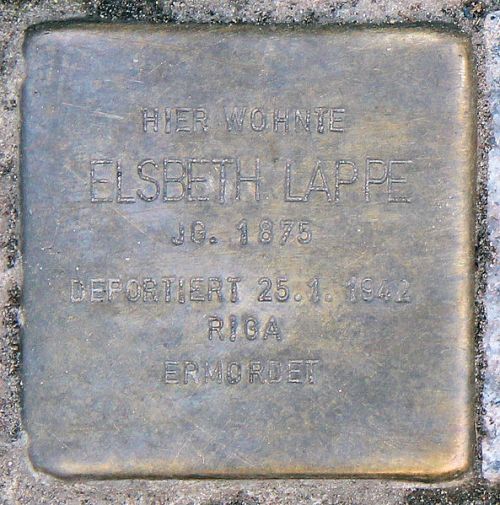 HIER WOHNTE
ELSBETH LAPPE
JG. 1875
DEPORTIERT 25.1.1942
RIGA
ERMORDET